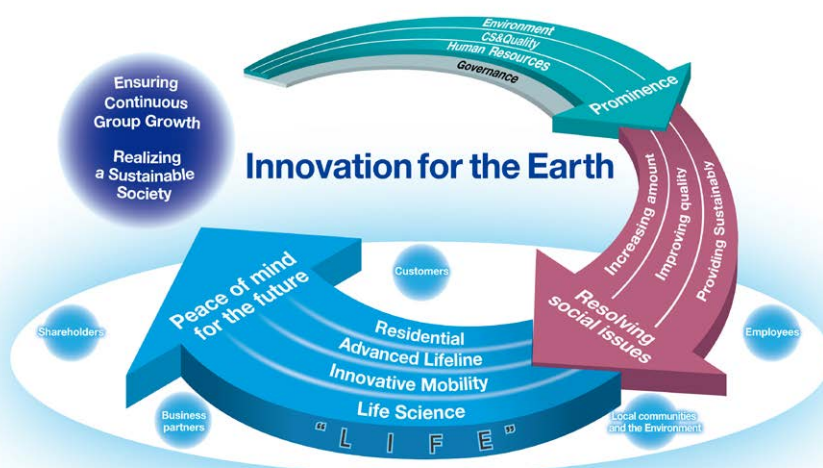 Environment
CS&Quality
Human Resources
Governance
Prominence
Ensuring
Continuous
Group Growth
Realizing
a Sustainable
Society
Innovation for the Earth
Increasing amount
Improving quality
Providing Sustainably
Resolving
social issues
Peace of mind
for the future
Residential
Advanced Lifeline
Innovative Mobility
Life Science
"LIFE"
Customers
Shareholders
Employees
Business
partners
Local communities
and the Environment